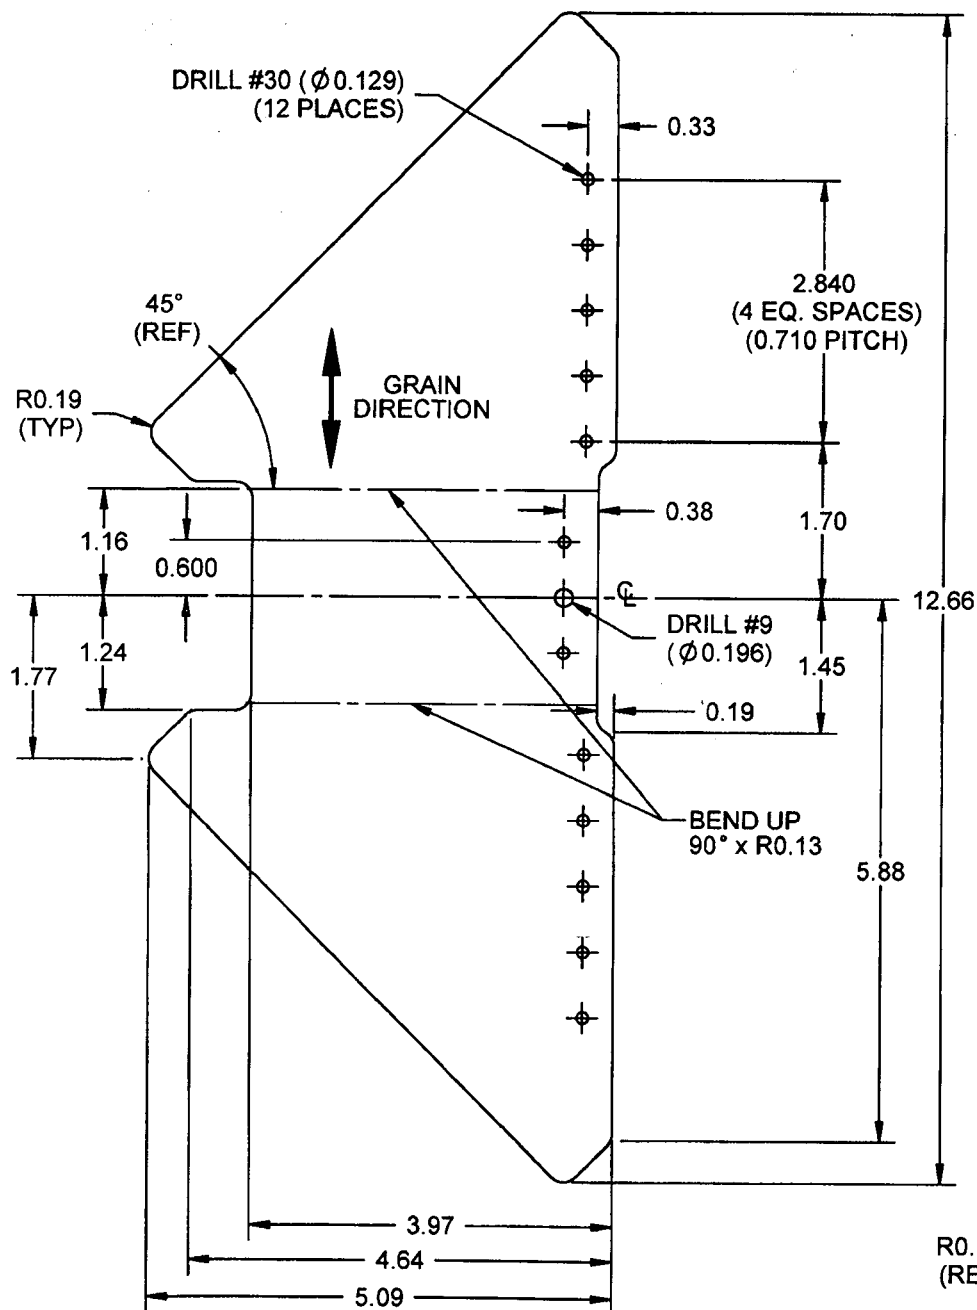 DRILL #30 (Ø0.129)
(12 PLACES)
0.33
2.840
(4 EQ. SPACES)
(0.710 PITCH)
45°
(REF)
GRAIN
DIRECTION
R0.19
(TYP)
1.16
0.600
0.38
1.70
℄
12.66
DRILL #9
(Ø0.196)
1.24
1.77
1.45
0.19
BEND UP
90° x R0.13
5.88
3.97
4.64
5.09
R0.
(RE